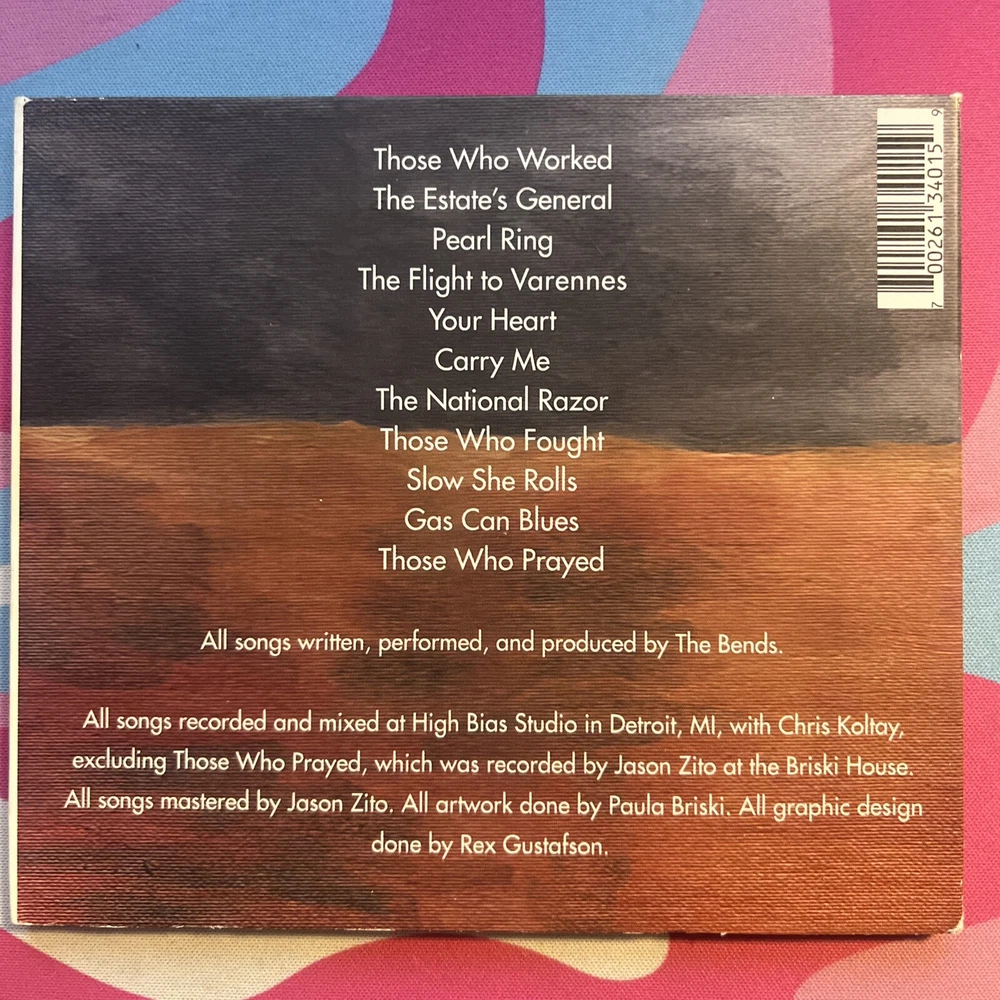 Those Who Worked
The Estate's General
Pearl Ring
The Flight to Varennes
Your Heart
Carry Me
The National Razor
Those Who Fought
Slow She Rolls
Gas Can Blues
Those Who Prayed
All songs written, performed, and produced by The Bends.
All songs recorded and mixed at High Bias Studio in Detroit, MI, with Chris Koltay,
excluding Those Who Prayed, which was recorded by Jason Zito at the Briski House.
All songs mastered by Jason Zito. All artwork done by Paula Briski. All graphic design
done by Rex Gustafson.
7 00261 34015 9